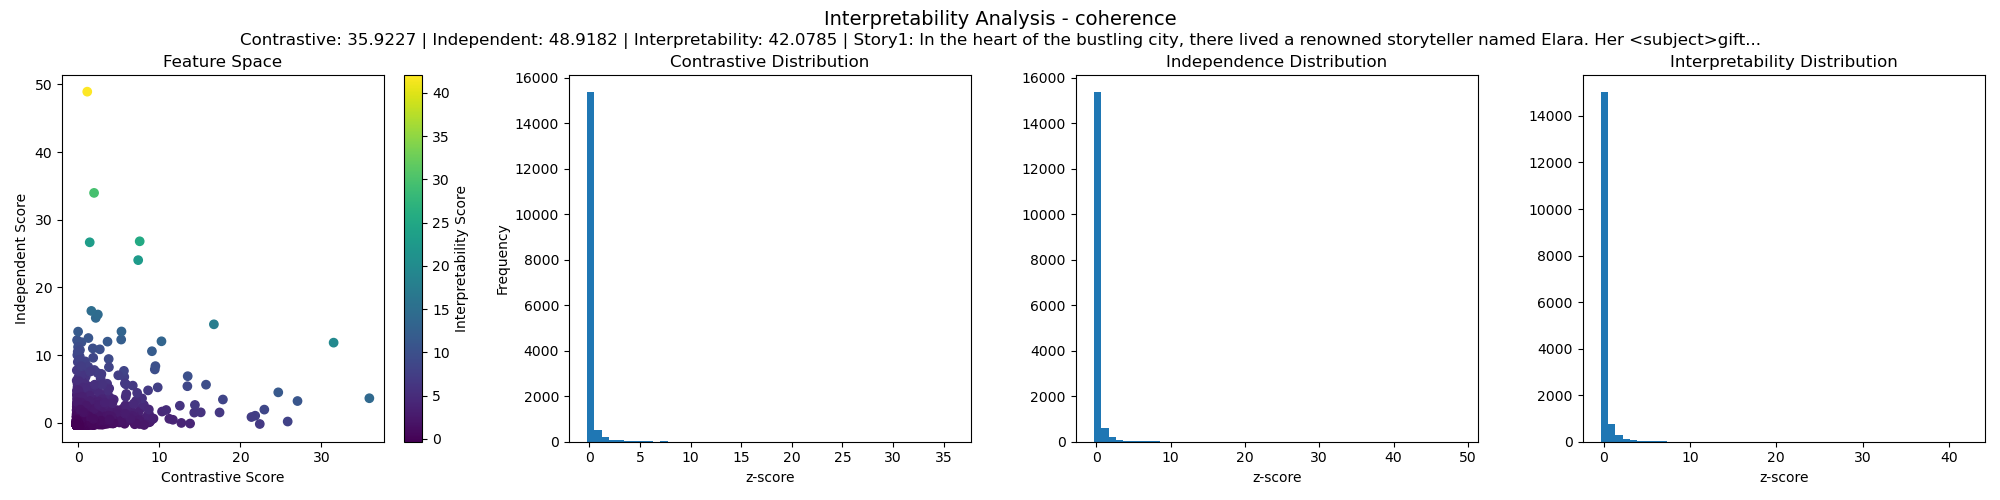 Interpretability Analysis - coherence
Contrastive: 35.9227 | Independent: 48.9182 | Interpretability: 42.0785 | Story1: In the heart of the bustling city, there lived a renowned storyteller named Elara. Her <subject>gift...
Feature Space
50
40
30
20
10
0
0 10 20 30
Independent Score
Contrastive Score
40
35
30
25
20
15
10
5
0
Interpretability Score
Contrastive Distribution
16000
14000
12000
10000
8000
6000
4000
2000
0
0 5 10 15 20 25 30 35
Frequency
z-score
Independence Distribution
16000
14000
12000
10000
8000
6000
4000
2000
0
0 10 20 30 40 50
z-score
Interpretability Distribution
14000
12000
10000
8000
6000
4000
2000
0
0 10 20 30 40
z-score